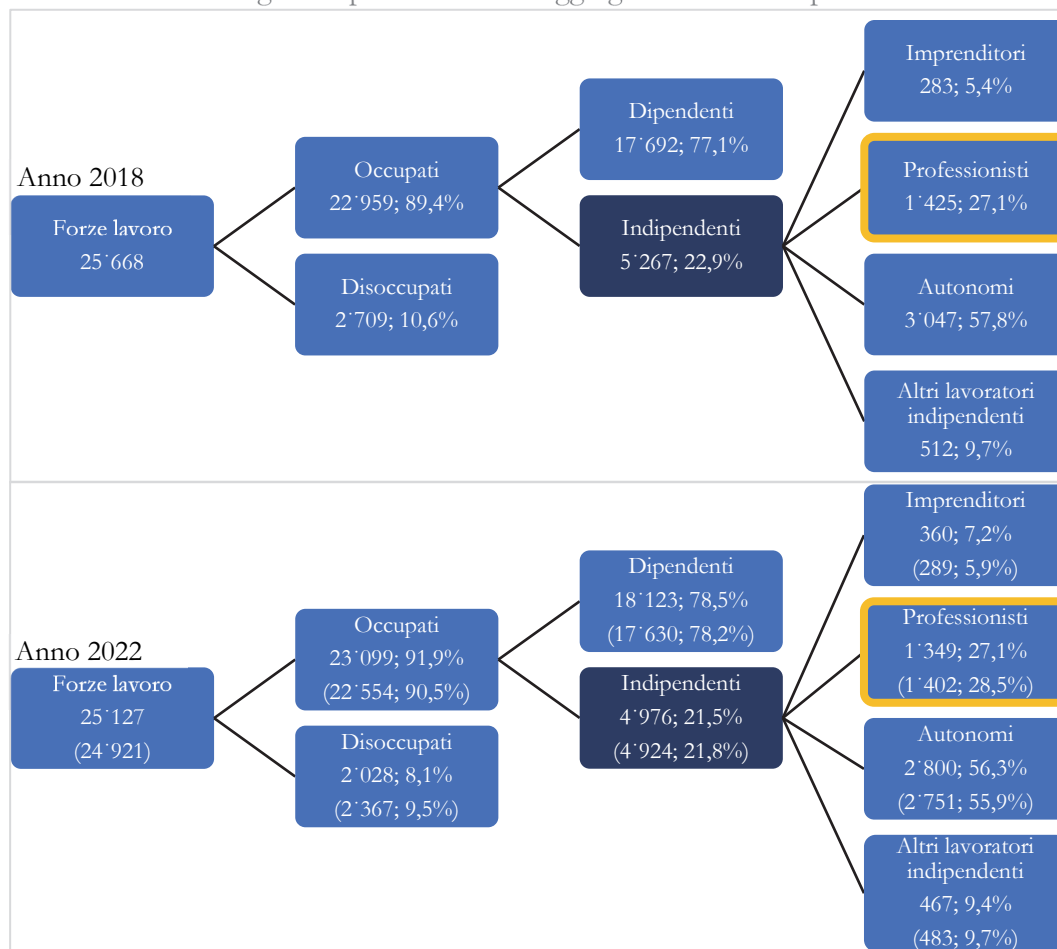 Anno 2018
Forze lavoro
25˙668
Occupati
22˙959; 89,4%
Disoccupati
2˙709; 10,6%
Dipendenti
17˙692; 77,1%
Indipendenti
5˙267; 22,9%
Imprenditori
283; 5,4%
Professionisti
1˙425; 27,1%
Autonomi
3˙047; 57,8%
Altri lavoratori
indipendenti
512; 9,7%
Anno 2022
Forze lavoro
25˙127
(24˙921)
Occupati
23˙099; 91,9%
(22˙554; 90,5%)
Disoccupati
2˙028; 8,1%
(2˙367; 9,5%)
Dipendenti
18˙123; 78,5%
(17˙630; 78,2%)
Indipendenti
4˙976; 21,5%
(4˙924; 21,8%)
Imprenditori
360; 7,2%
(289; 5,9%)
Professionisti
1˙349; 27,1%
(1˙402; 28,5%)
Autonomi
2˙800; 56,3%
(2˙751; 55,9%)
Altri lavoratori
indipendenti
467; 9,4%
(483; 9,7%)